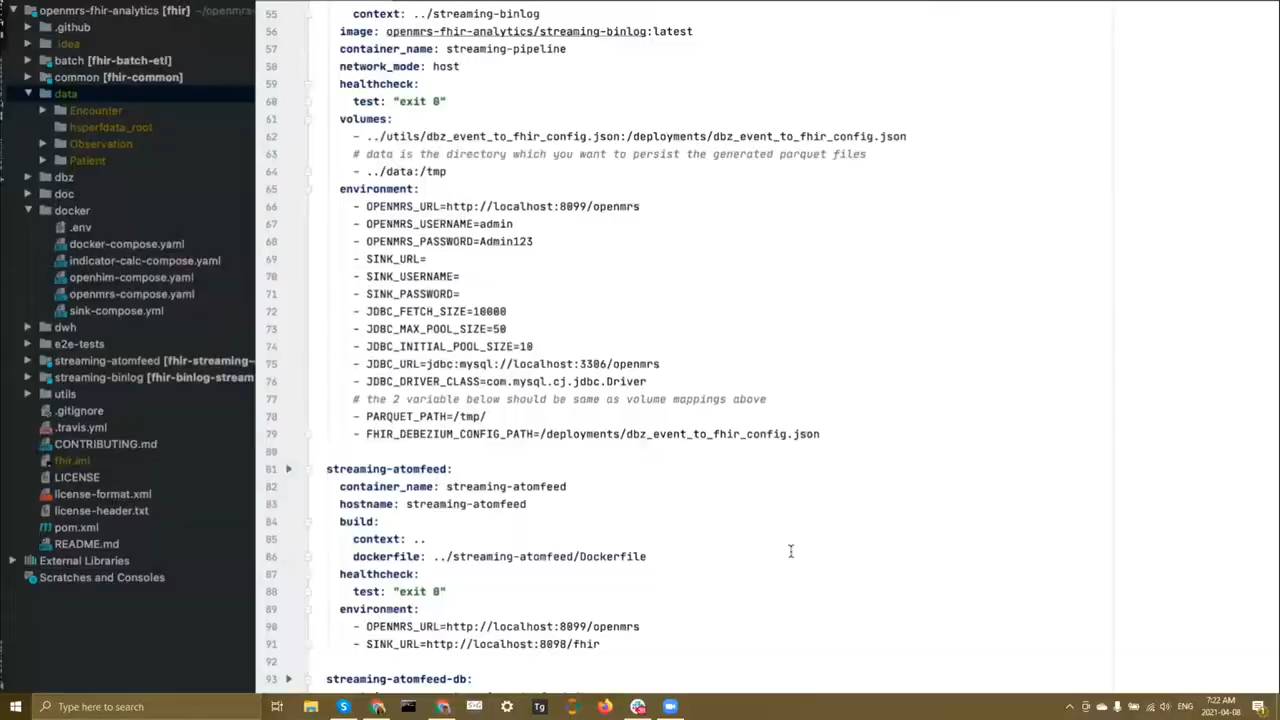 openmrs-fhir-analytics [fhir] ~/openmrs-
.github
.idea
batch [fhir-batch-etl]
common [fhir-common]
data
Encounter
hsperfdata_root
Observation
Patient
dbz
doc
docker
.env
docker-compose.yaml
indicator-calc-compose.yaml
openhim-compose.yaml
openmrs-compose.yaml
sink-compose.yml
dwh
e2e-tests
streaming-atomfeed [fhir-streaming-
streaming-binlog [fhir-binlog-stream
utils
.gitignore
.travis.yml
CONTRIBUTING.md
fhir.iml
LICENSE
license-format.xml
license-header.txt
pom.xml
README.md
External Libraries
Scratches and Consoles
55 context: ../streaming-binlog
56 image: openmrs-fhir-analytics/streaming-binlog:latest
57 container_name: streaming-pipeline
58 network_mode: host
59 healthcheck:
60 test: "exit 0"
61 volumes:
62 - ../utils/dbz_event_to_fhir_config.json:/deployments/dbz_event_to_fhir_config.json
63 # data is the directory which you want to persist the generated parquet files
64 - ../data:/tmp
65 environment:
66 - OPENMRS_URL=http://localhost:8099/openmrs
67 - OPENMRS_USERNAME=admin
68 - OPENMRS_PASSWORD=Admin123
69 - SINK_URL=
70 - SINK_USERNAME=
71 - SINK_PASSWORD=
72 - JDBC_FETCH_SIZE=10000
73 - JDBC_MAX_POOL_SIZE=50
74 - JDBC_INITIAL_POOL_SIZE=10
75 - JDBC_URL=jdbc:mysql://localhost:3306/openmrs
76 - JDBC_DRIVER_CLASS=com.mysql.cj.jdbc.Driver
77 # the 2 variable below should be same as volume mappings above
78 - PARQUET_PATH=/tmp/
79 - FHIR_DEBEZIUM_CONFIG_PATH=/deployments/dbz_event_to_fhir_config.json
80
81 streaming-atomfeed:
82 container_name: streaming-atomfeed
83 hostname: streaming-atomfeed
84 build:
85 context: ..
86 dockerfile: ../streaming-atomfeed/Dockerfile
87 healthcheck:
88 test: "exit 0"
89 environment:
90 - OPENMRS_URL=http://localhost:8099/openmrs
91 - SINK_URL=http://localhost:8098/fhir
92
93 streaming-atomfeed-db:
Type here to search
Tg
ENG
7:22 AM
2021-04-08